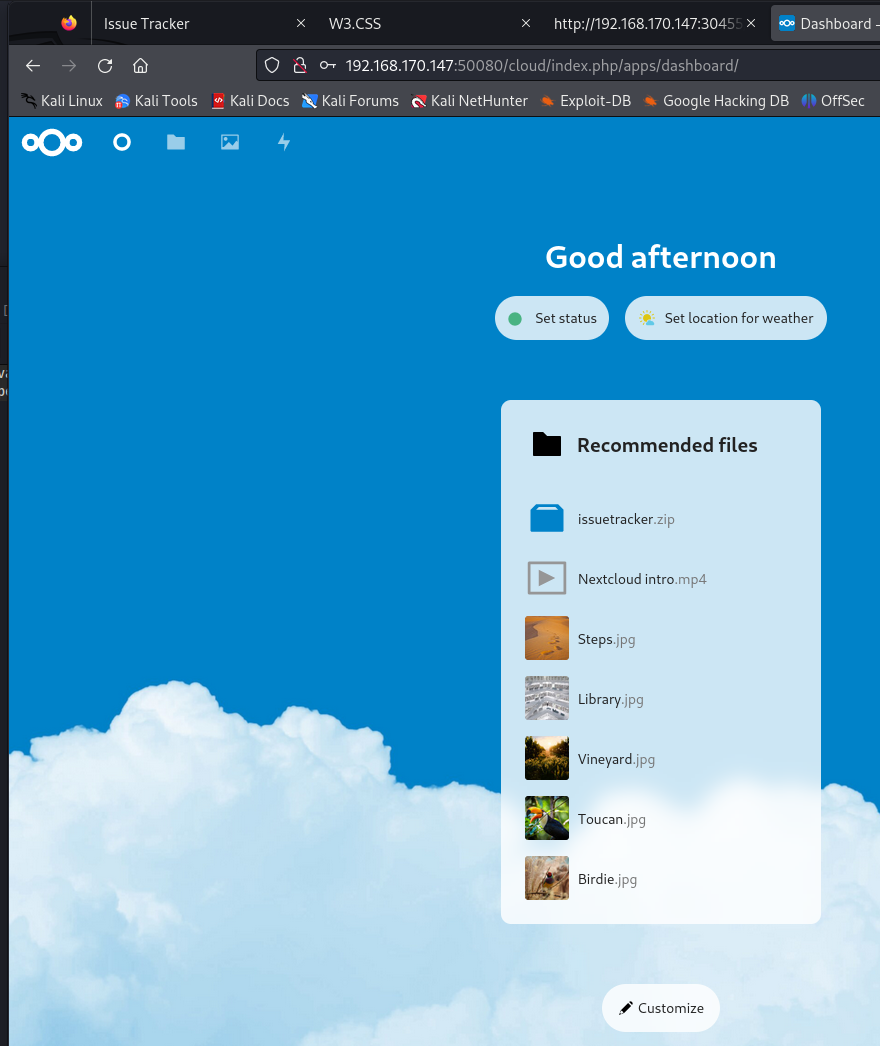 Issue Tracker
W3.CSS
http://192.168.170.147:30455
Dashboard -
192.168.170.147:50080/cloud/index.php/apps/dashboard/
Kali Linux Kali Tools Kali Docs Kali Forums Kali NetHunter Exploit-DB Google Hacking DB OffSec
Good afternoon
Set status
Set location for weather
Recommended files
issuetracker.zip
Nextcloud intro.mp4
Steps.jpg
Library.jpg
Vineyard.jpg
Toucan.jpg
Birdie.jpg
Customize